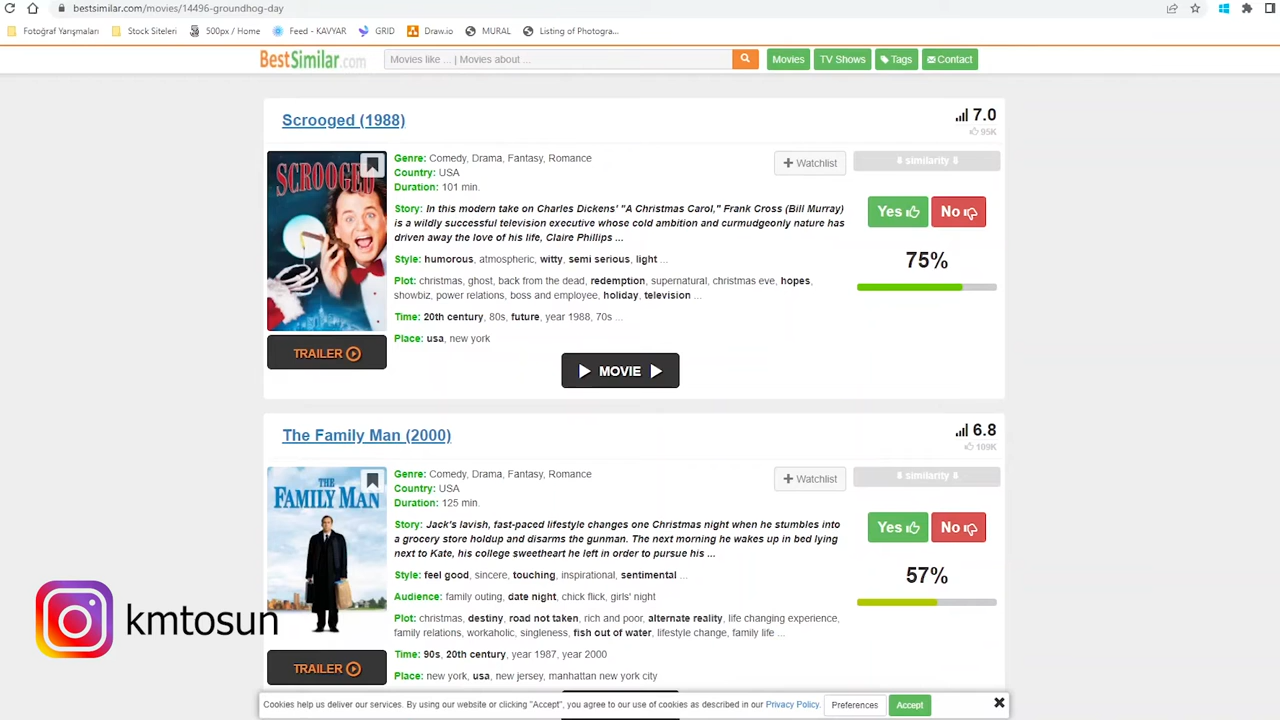 bestsimilar.com/movies/14496-groundhog-day
Fotoğraf Yarışmaları Stock Siteleri 500px / Home Feed - KAVYAR GRID Draw.io MURAL Listing of Photogra...
BestSimilar.com Movies like ... | Movies about ... Movies TV Shows Tags Contact
Scrooged (1988)
7.0
95K
SCROOGED
Genre: Comedy, Drama, Fantasy, Romance
Country: USA
Duration: 101 min.
+ Watchlist
similarity
Story: In this modern take on Charles Dickens' "A Christmas Carol," Frank Cross (Bill Murray)
is a wildly successful television executive whose cold ambition and curmudgeonly nature has
driven away the love of his life, Claire Phillips ...
Yes No
75%
Style: humorous, atmospheric, witty, semi serious, light ...
Plot: christmas, ghost, back from the dead, redemption, supernatural, christmas eve, hopes,
showbiz, power relations, boss and employee, holiday, television ...
Time: 20th century, 80s, future, year 1988, 70s ...
Place: usa, new york
TRAILER
MOVIE
The Family Man (2000)
6.8
109K
THE
FAMILY MAN
Genre: Comedy, Drama, Fantasy, Romance
Country: USA
Duration: 125 min.
+ Watchlist
similarity
Story: Jack's lavish, fast-paced lifestyle changes one Christmas night when he stumbles into
a grocery store holdup and disarms the gunman. The next morning he wakes up in bed lying
next to Kate, his college sweetheart he left in order to pursue his ...
Yes No
57%
Style: feel good, sincere, touching, inspirational, sentimental ...
Audience: family outing, date night, chick flick, girls' night
Plot: christmas, destiny, road not taken, rich and poor, alternate reality, life changing experience,
family relations, workaholic, singleness, fish out of water, lifestyle change, family life ...
Time: 90s, 20th century, year 1987, year 2000
Place: new york, usa, new jersey, manhattan new york city
TRAILER
kmtosun
Cookies help us deliver our services. By using our website or clicking "Accept", you agree to our use of cookies as described in our Privacy Policy. Preferences Accept